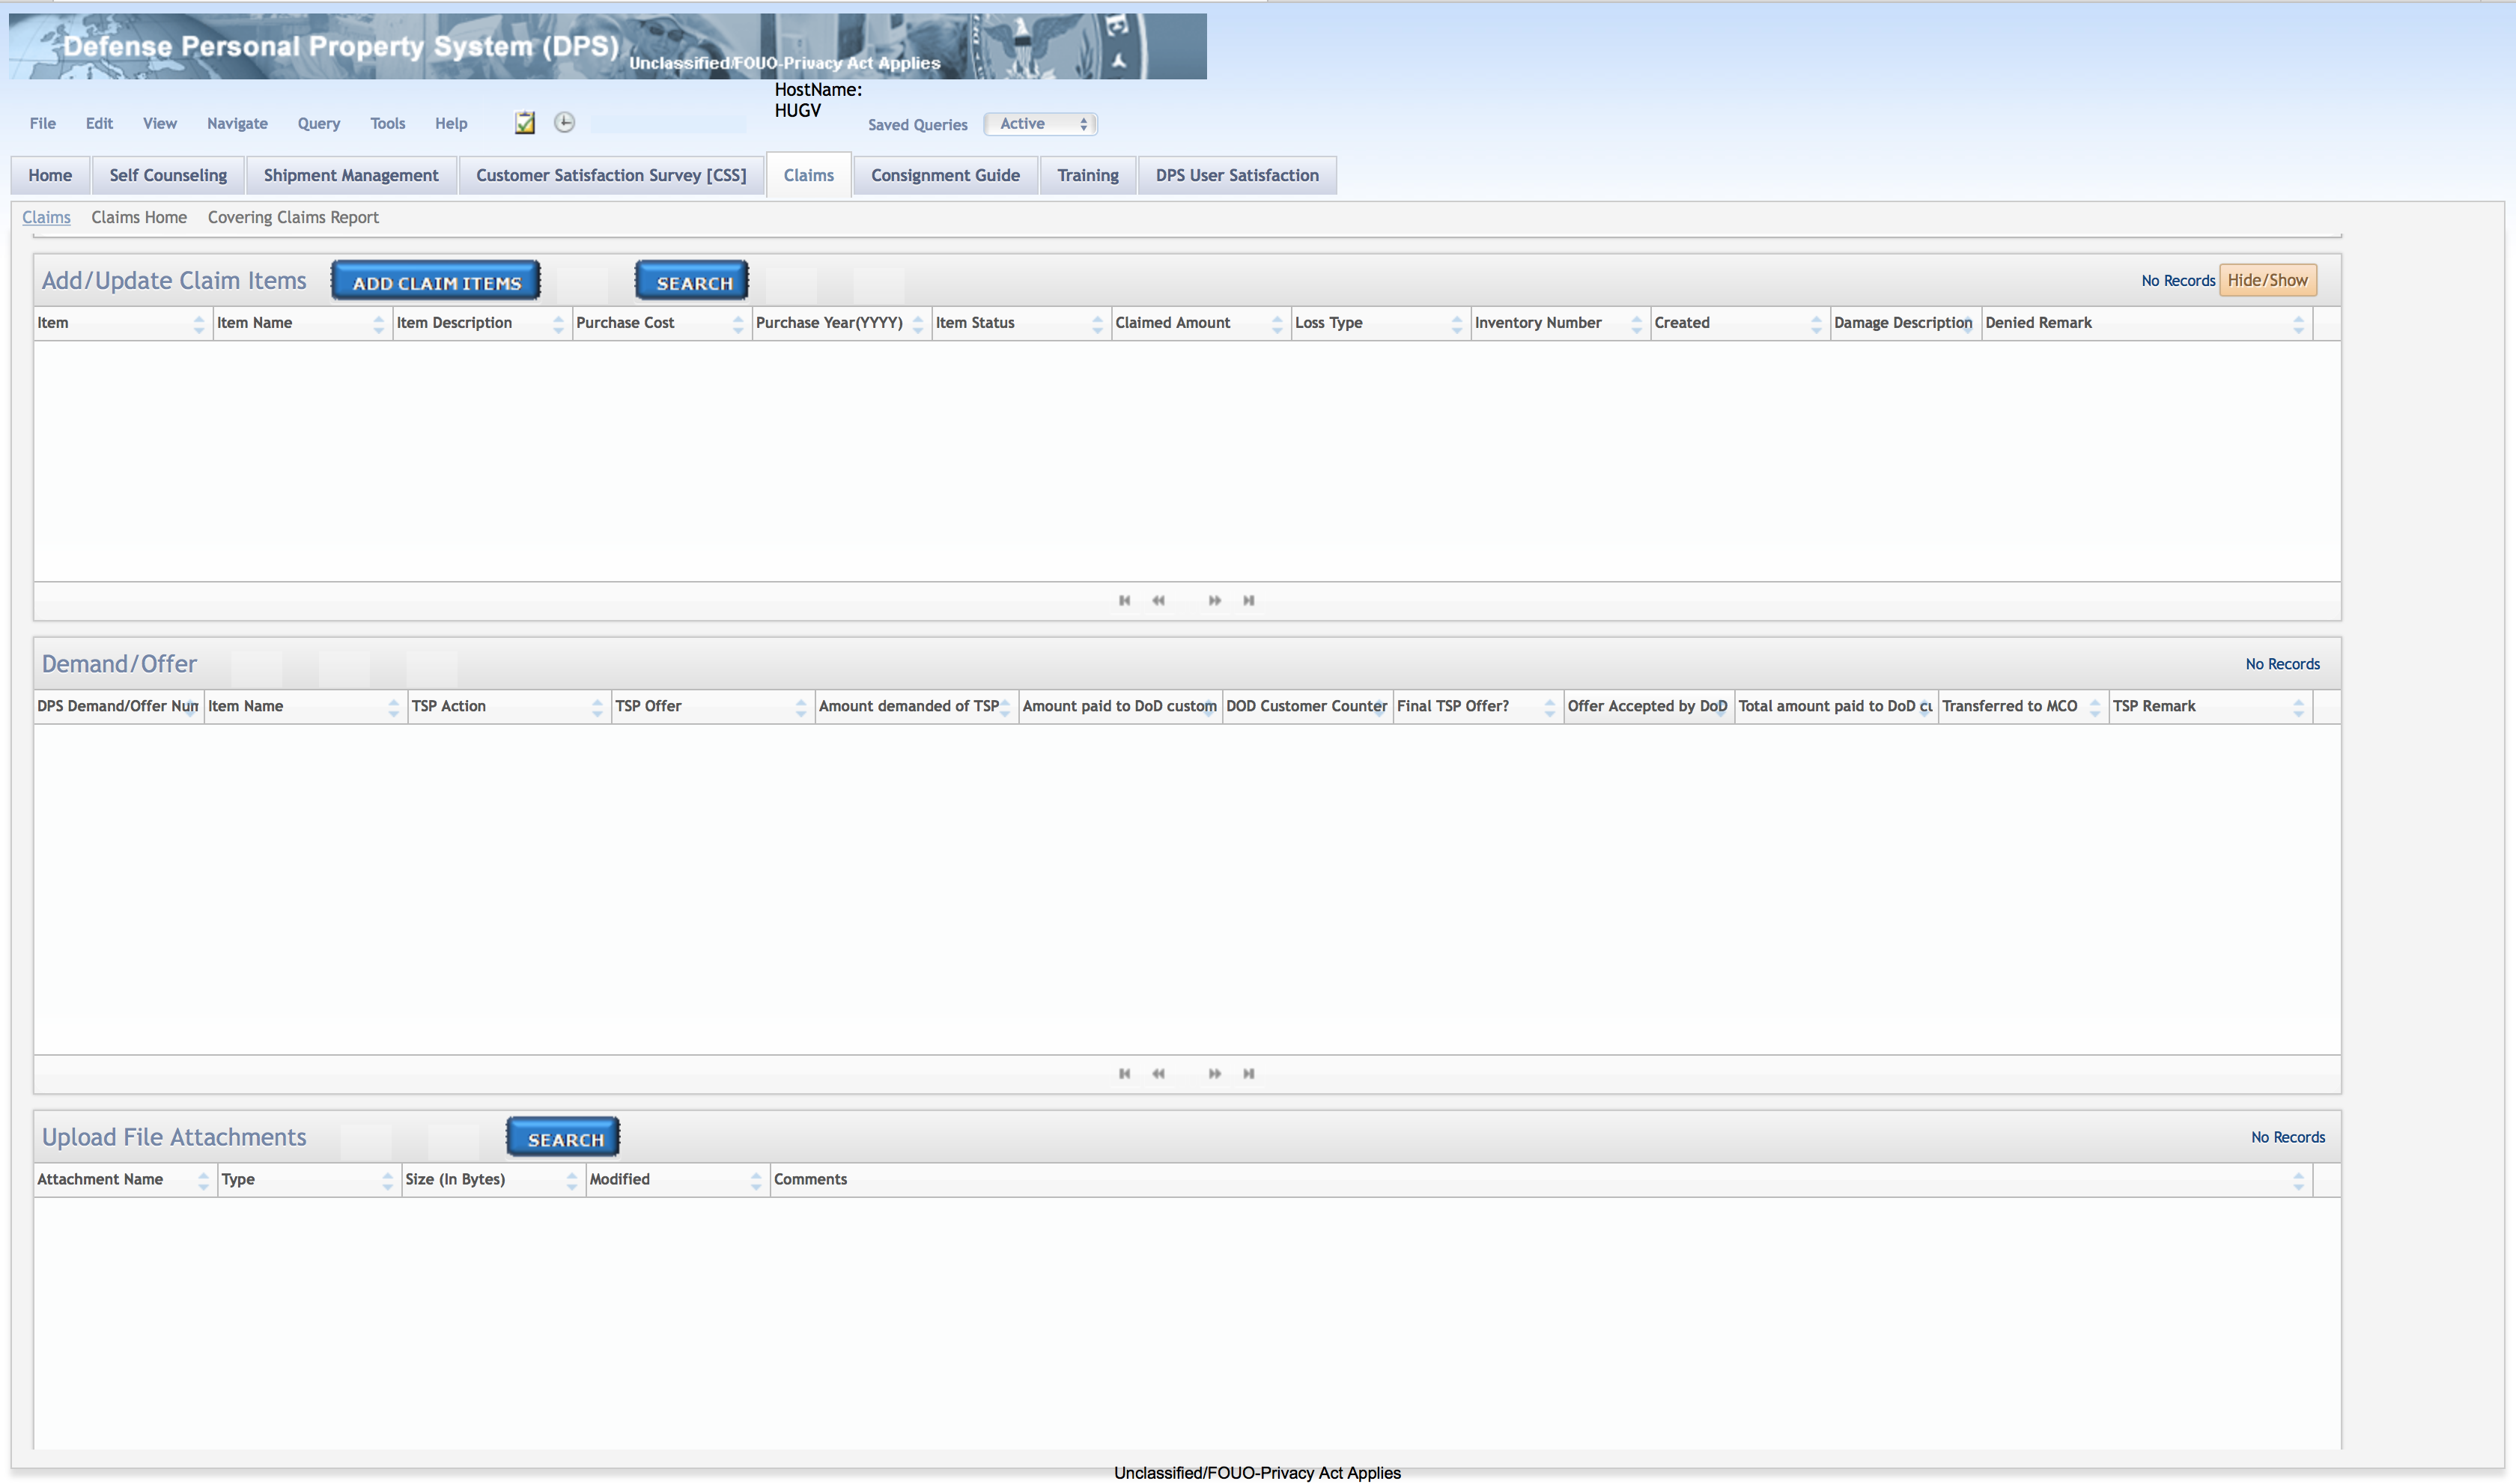 Defense Personal Property System (DPS)
Unclassified/FOUO-Privacy Act Applies
HostName:
HUGV
File Edit View Navigate Query Tools Help
Saved Queries Active
Home Self Counseling Shipment Management Customer Satisfaction Survey [CSS] Claims Consignment Guide Training DPS User Satisfaction
Claims Claims Home Covering Claims Report
Add/Update Claim Items ADD CLAIM ITEMS SEARCH No Records Hide/Show
Item Item Name Item Description Purchase Cost Purchase Year(YYYY) Item Status Claimed Amount Loss Type Inventory Number Created Damage Description Denied Remark
Demand/Offer No Records
DPS Demand/Offer Num Item Name TSP Action TSP Offer Amount demanded of TSP Amount paid to DoD custom DOD Customer Counter Final TSP Offer? Offer Accepted by DoD Total amount paid to DoD cu Transferred to MCO TSP Remark
Upload File Attachments SEARCH No Records
Attachment Name Type Size (In Bytes) Modified Comments
Unclassified/FOUO-Privacy Act Applies